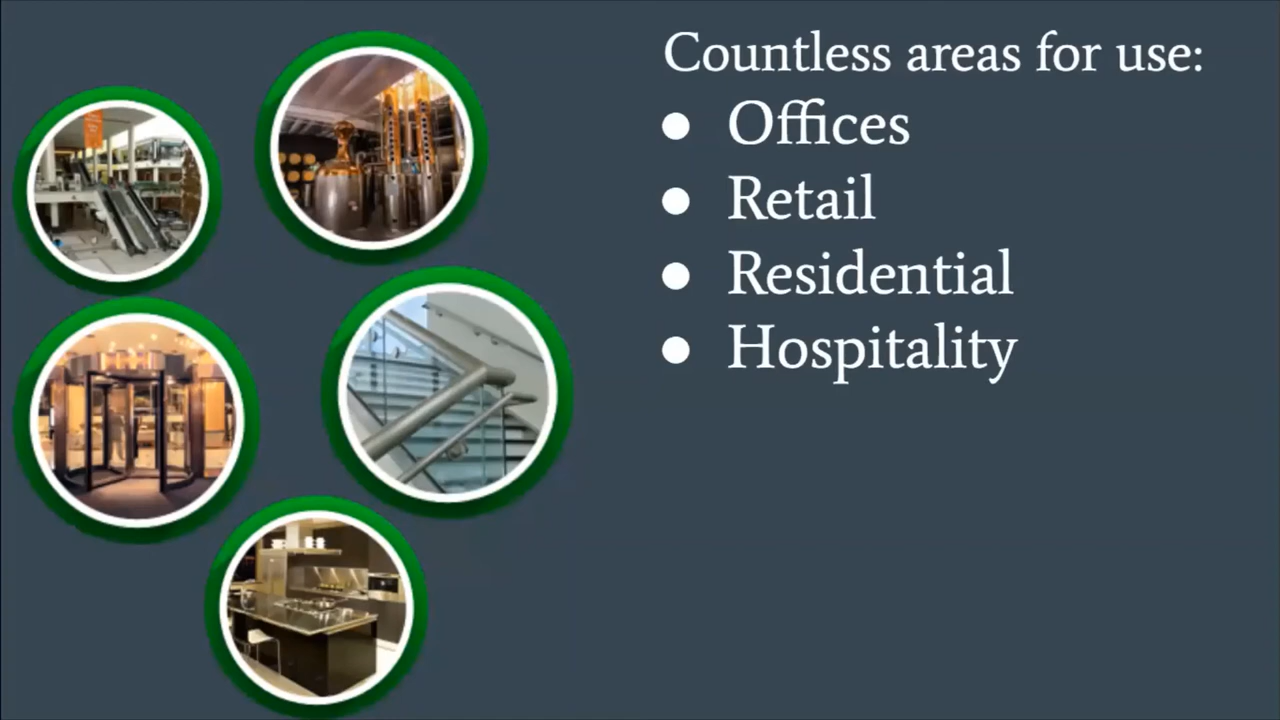 Countless areas for use:
● Offices
● Retail
● Residential
● Hospitality